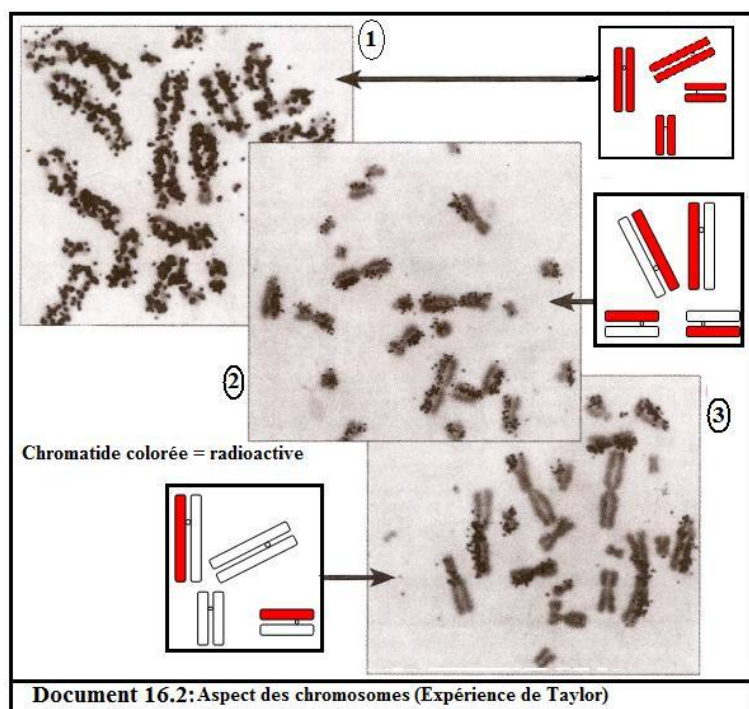 1
2
3
Chromatide colorée = radioactive
Document 16.2: Aspect des chromosomes (Expérience de Taylor)